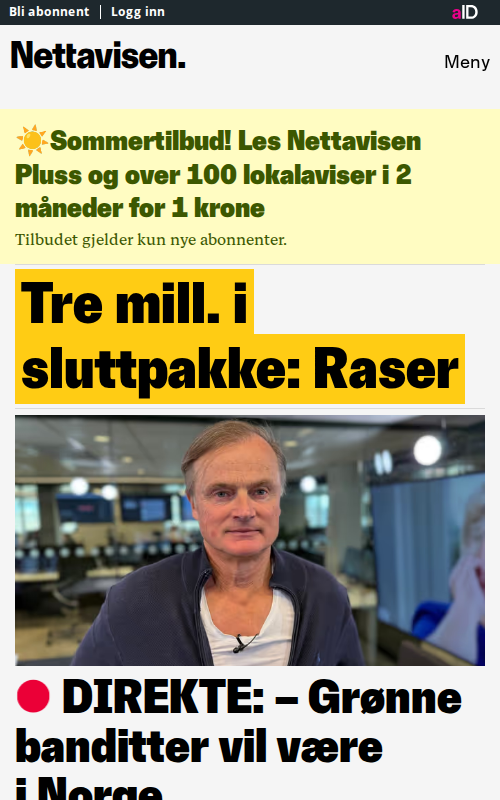 Bli abonnent
Logg inn
aID
Nettavisen.
Meny
Sommertilbud! Les Nettavisen
Pluss og over 100 lokalaviser i 2
måneder for 1 krone
Tilbudet gjelder kun nye abonnenter.
Tre mill. i
sluttpakke: Raser
DIREKTE: – Grønne
banditter vil være
i Norge